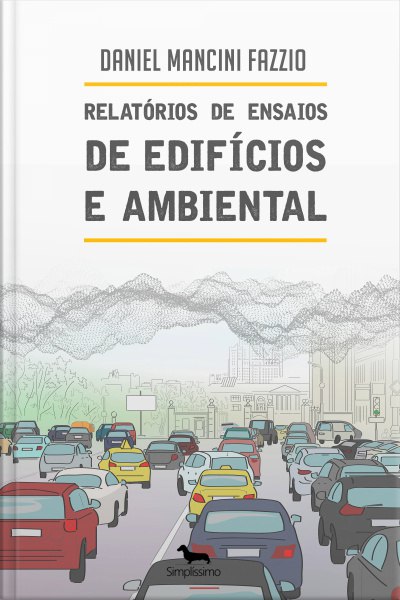 DANIEL MANCINI FAZZIO
RELATÓRIOS DE ENSAIOS
DE EDIFÍCIOS
E AMBIENTAL
Simplíssimo